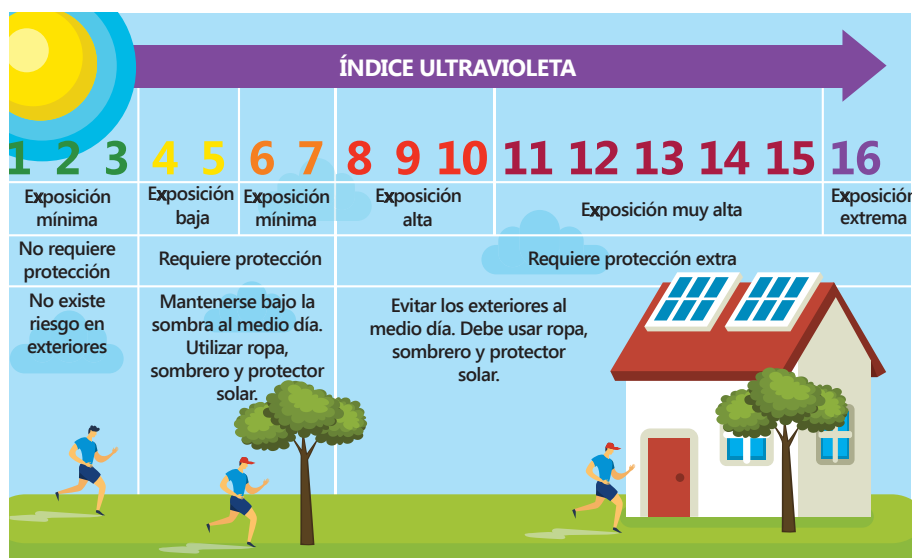 ÍNDICE ULTRAVIOLETA
1 2 3 4 5 6 7 8 9 10 11 12 13 14 15 16
Exposición
mínima
Exposición
baja
Exposición
mínima
Exposición
alta
Exposición muy alta
Exposición
extrema
No requiere
protección
Requiere protección
Requiere protección extra
No existe
riesgo en
exteriores
Mantenerse bajo la
sombra al medio día.
Utilizar ropa,
sombrero y protector
solar.
Evitar los exteriores al
medio día. Debe usar ropa,
sombrero y protector
solar.